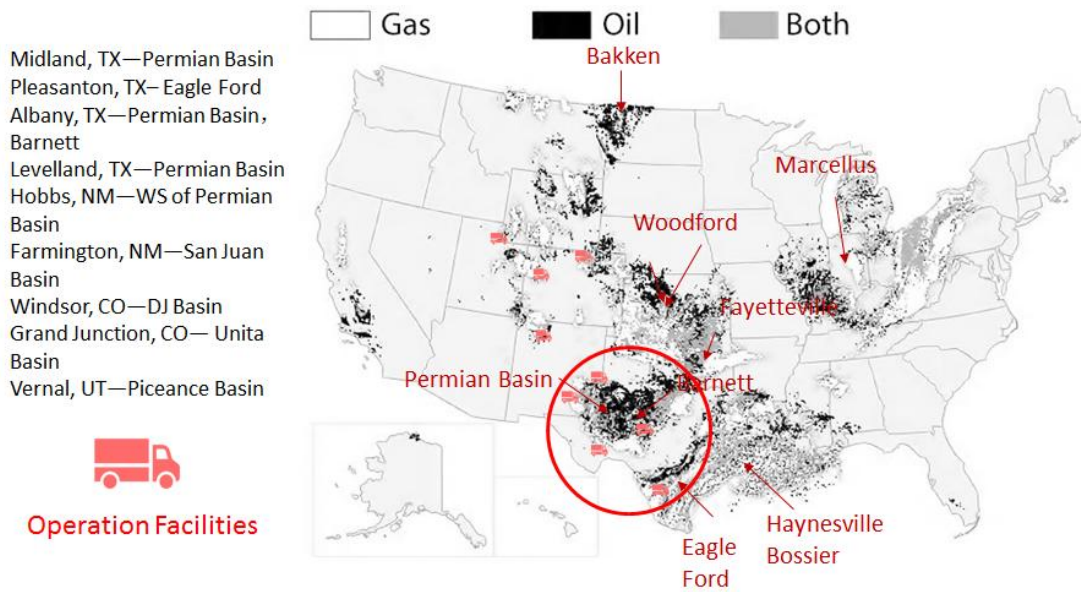 Gas Oil Both
Midland, TX—Permian Basin
Pleasanton, TX– Eagle Ford
Albany, TX—Permian Basin，
Barnett
Levelland, TX—Permian Basin
Hobbs, NM—WS of Permian
Basin
Farmington, NM—San Juan
Basin
Windsor, CO—DJ Basin
Grand Junction, CO— Unita
Basin
Vernal, UT—Piceance Basin
Operation Facilities
Bakken
Marcellus
Woodford
Fayetteville
Permian Basin
Barnett
Haynesville
Bossier
Eagle
Ford